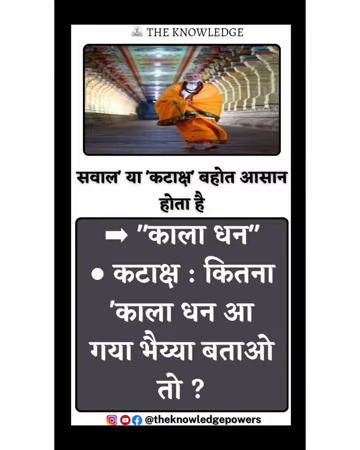 THE KNOWLEDGE
सवाल' या 'कटाक्ष' बहोत आसान
होता है
➡ "काला धन"
● कटाक्ष : कितना
'काला धन आ
गया भैय्या बताओ
तो ?
@theknowledgepowers